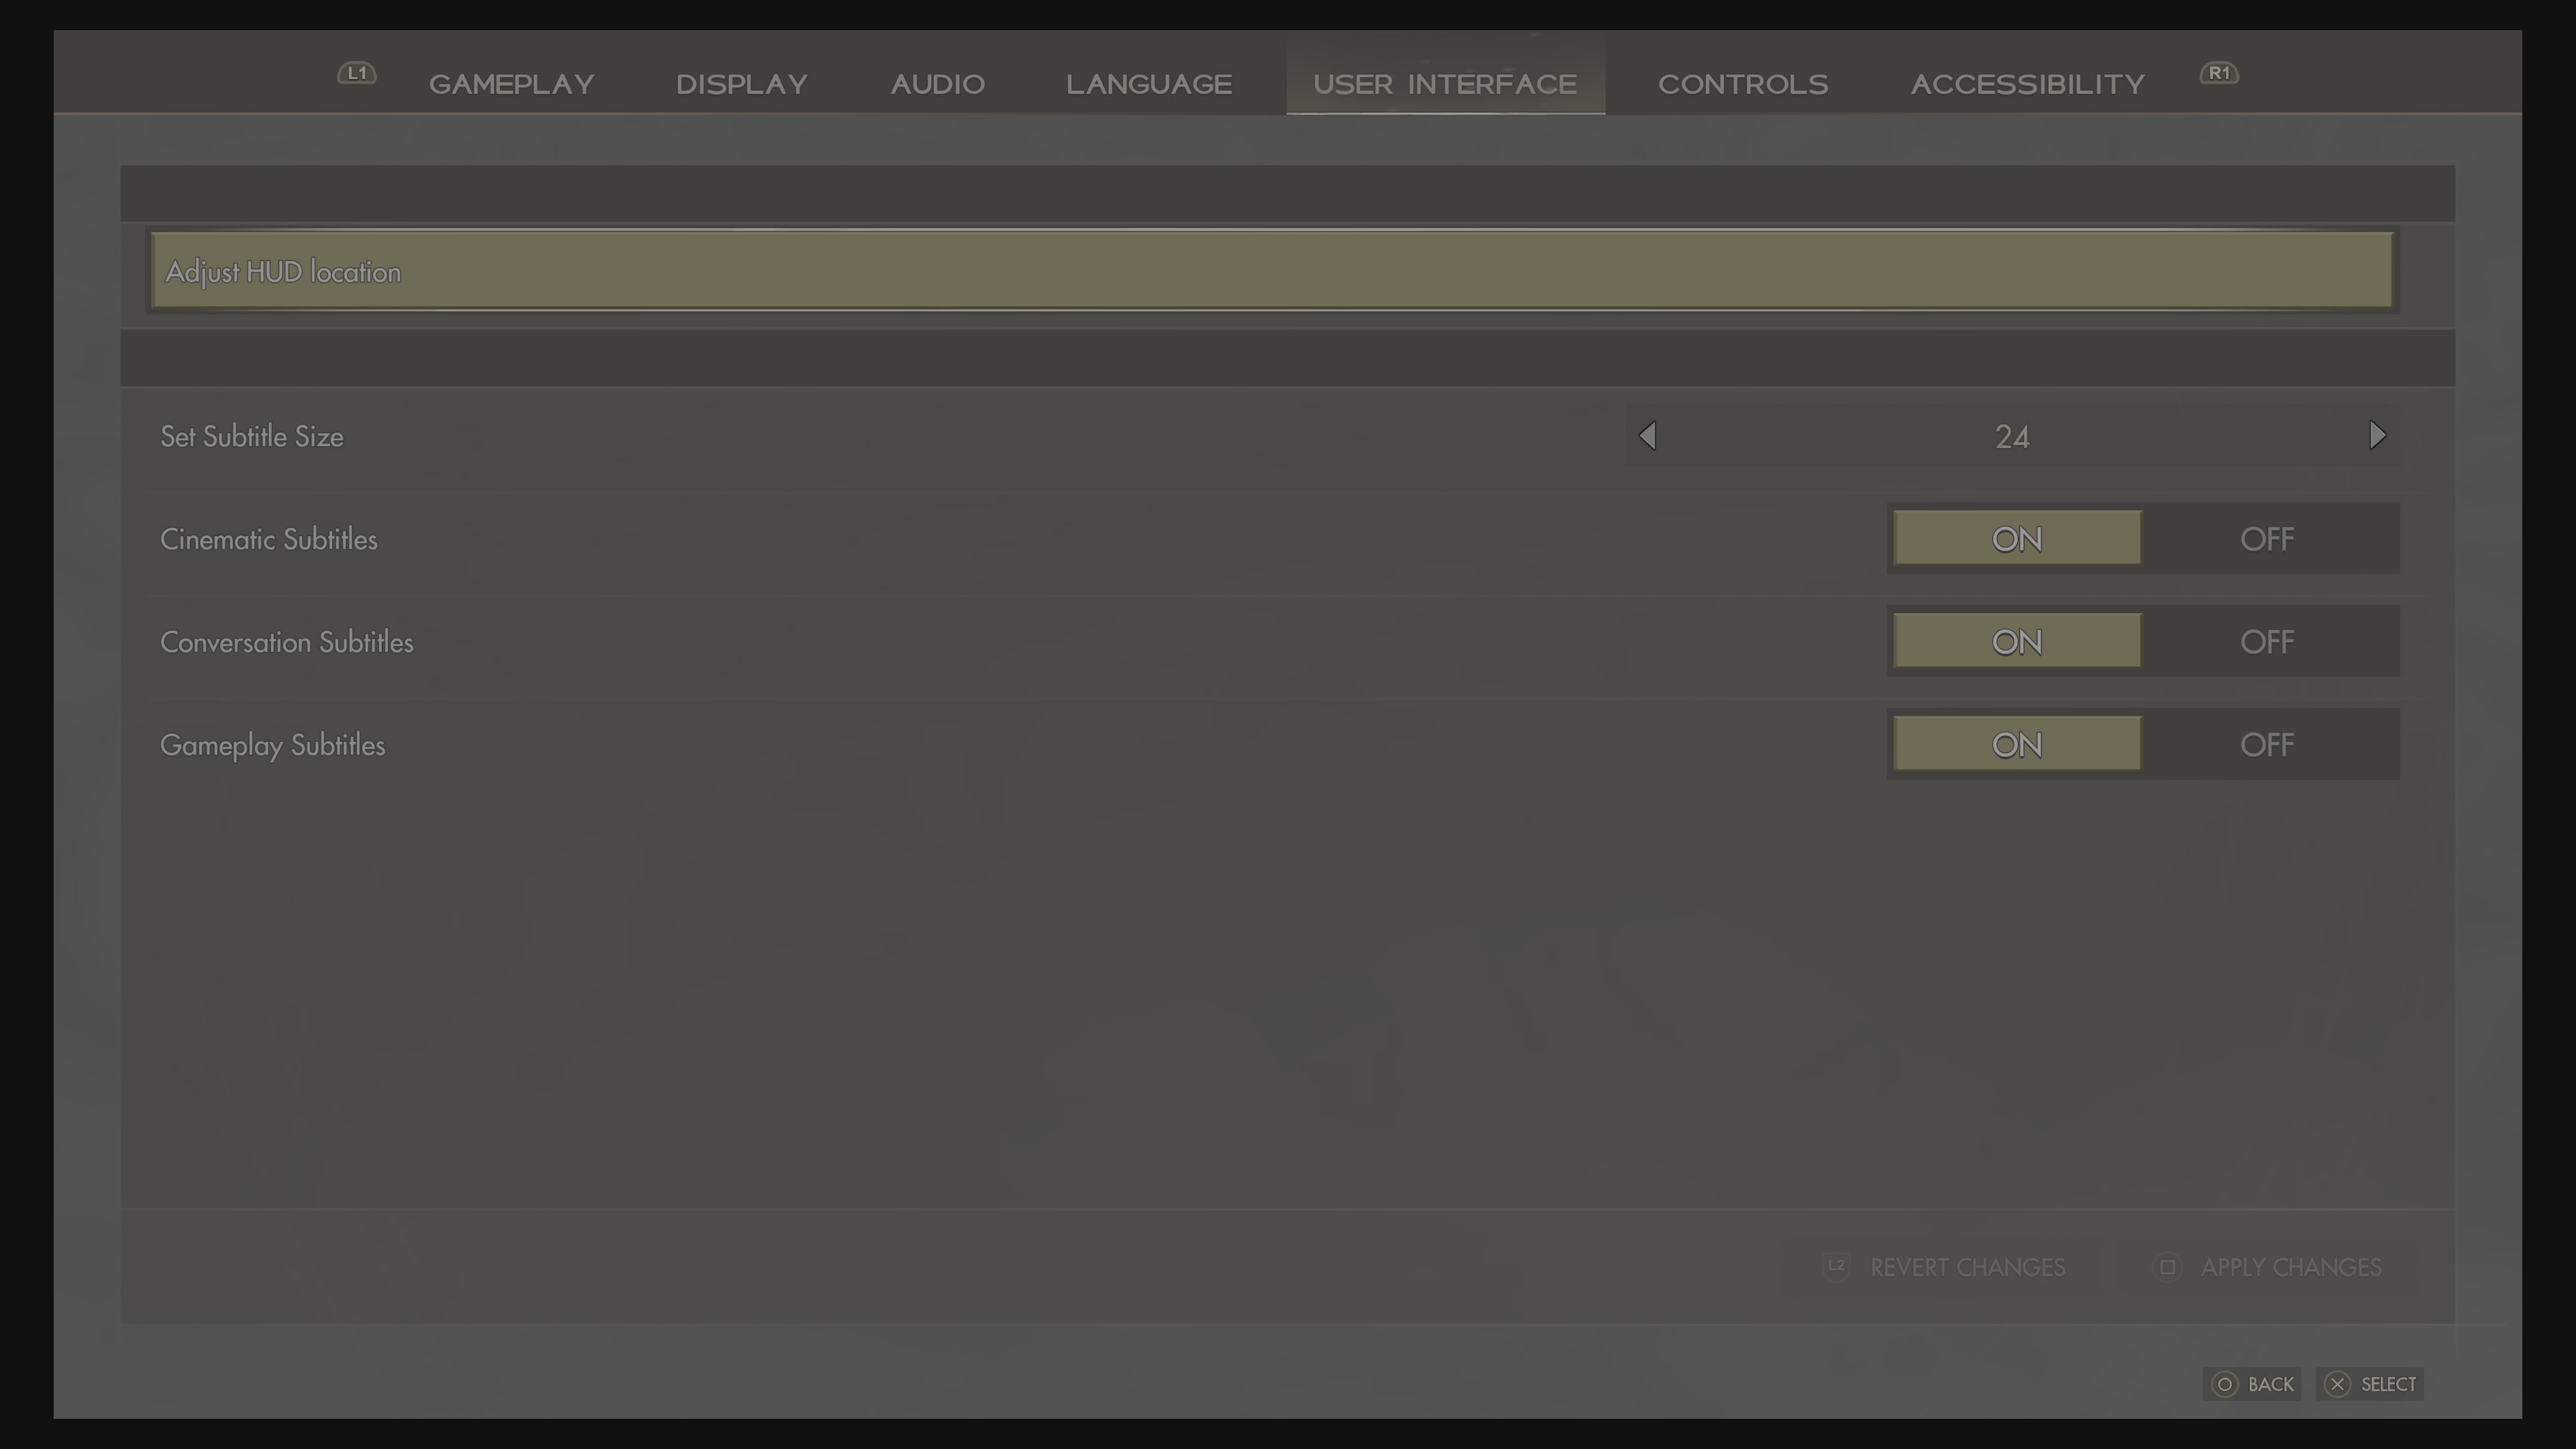 L1 GAMEPLAY DISPLAY AUDIO LANGUAGE USER INTERFACE CONTROLS ACCESSIBILITY R1
Adjust HUD location
Set Subtitle Size 24
Cinematic Subtitles ON OFF
Conversation Subtitles ON OFF
Gameplay Subtitles ON OFF
L2 REVERT CHANGES APPLY CHANGES
BACK SELECT